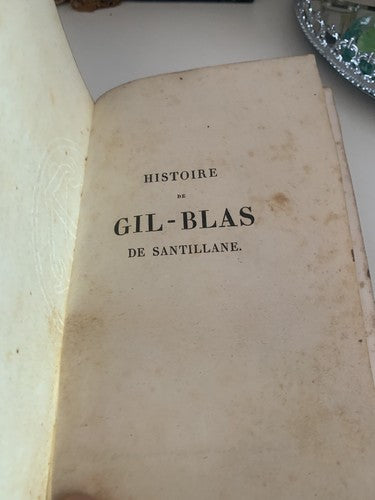 HISTOIRE
DE
GIL-BLAS
DE SANTILLANE.